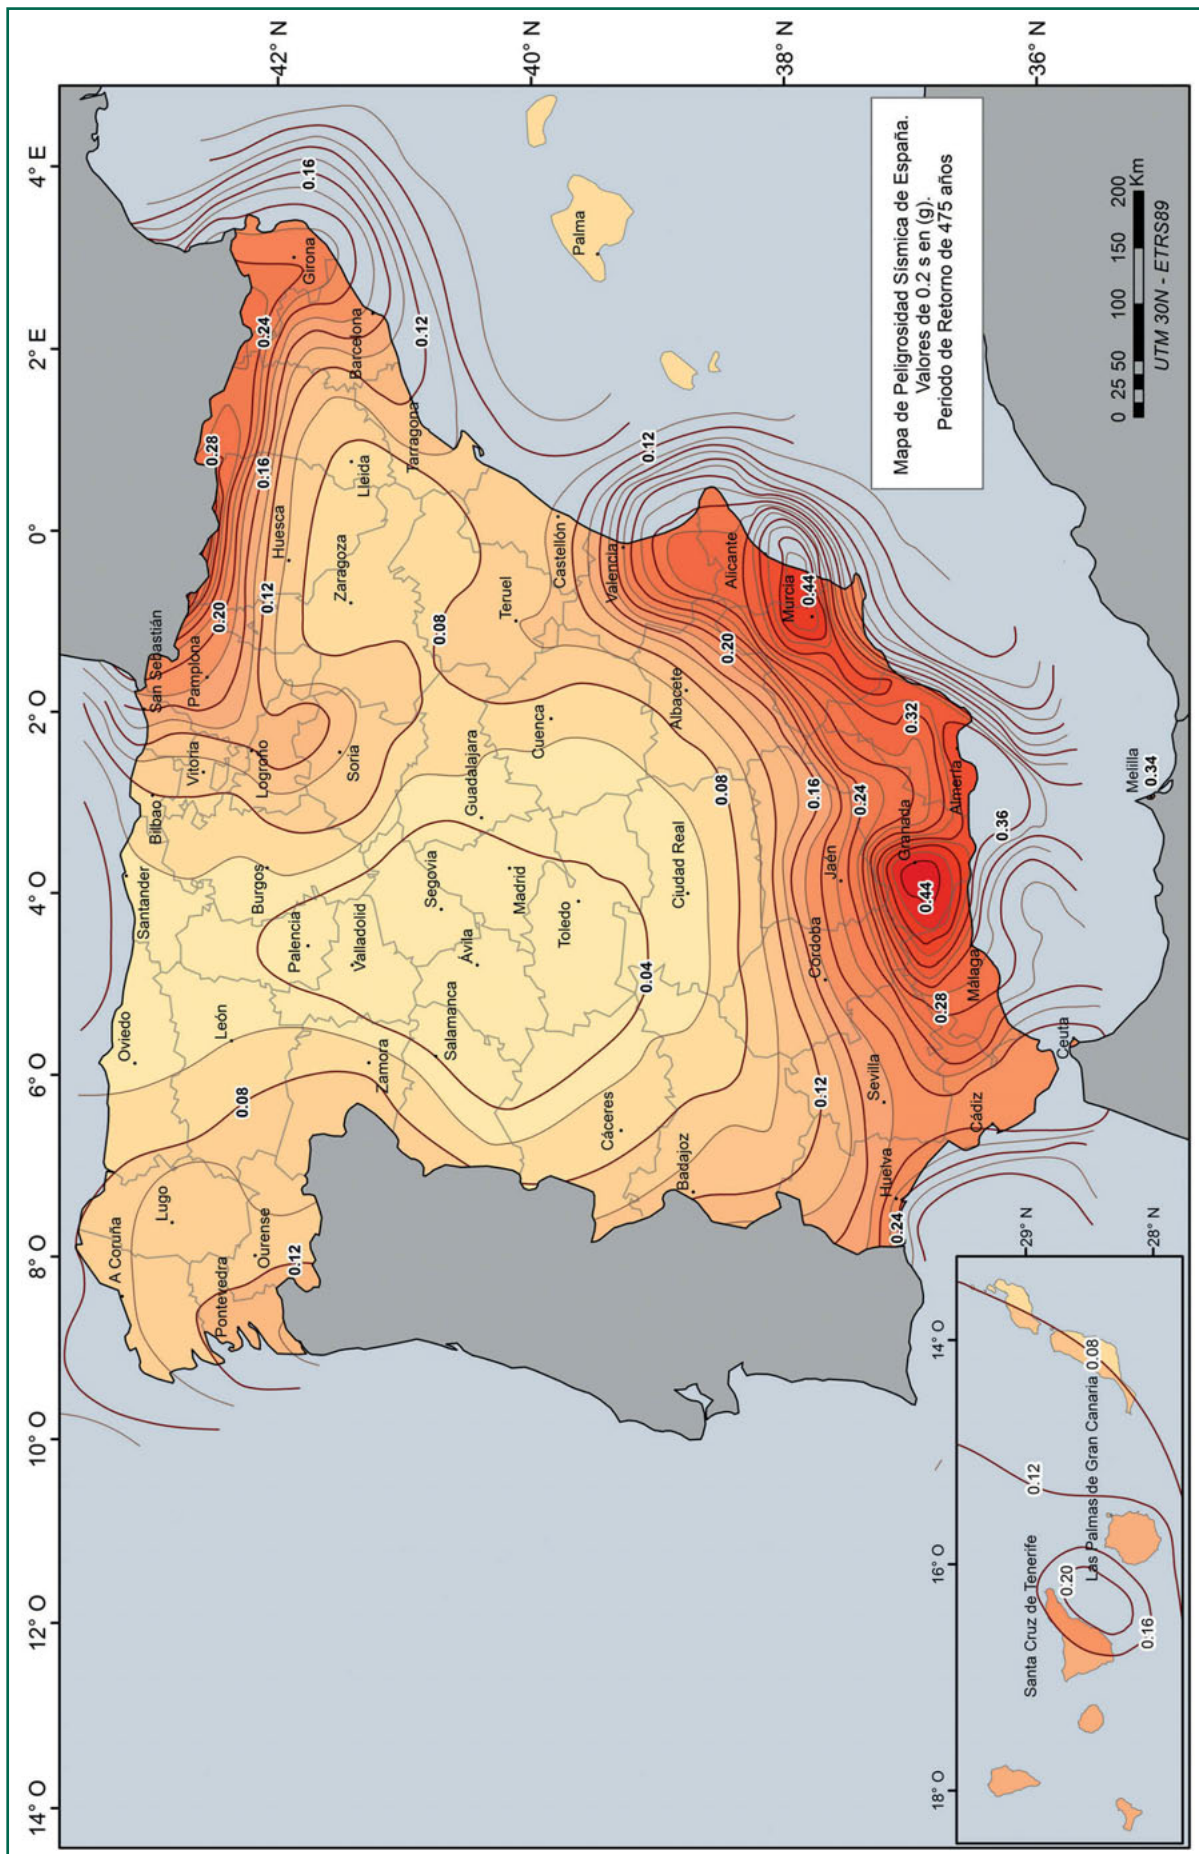 14° O
12° O
10° O
8° O
6° O
4° O
2° O
0°
2° E
4° E
42° N
40° N
38° N
36° N
A Coruña
Lugo
Pontevedra
Ourense
0.12
0.08
Oviedo
León
Zamora
Santander
Burgos
Palencia
Valladolid
Salamanca
Segovia
Ávila
Madrid
Toledo
0.04
Bilbao
Vitoria
San Sebastián
Pamplona
Logrono
Soria
Guadalajara
Cuenca
0.20
0.12
0.16
0.28
0.24
Huesca
Zaragoza
Lleida
Girona
Barcelona
Tarragona
0.16
0.12
0.08
Teruel
Castellón
Valencia
0.12
Palma
Cáceres
Badajoz
Ciudad Real
Albacete
0.08
0.12
0.16
0.20
0.24
Alicante
Murcia
0.44
0.32
Huelva
0.24
Sevilla
Cádiz
Córdoba
Jaén
Granada
0.44
0.28
Málaga
Almería
0.36
Ceuta
Melilla
0.34
Mapa de Peligrosidad Sísmica de España.
Valores de 0.2 s en (g).
Periodo de Retorno de 475 años
0 25 50 100 150 200
Km
UTM 30N - ETRS89
29° N
28° N
18° O
16° O
14° O
Santa Cruz de Tenerife
Las Palmas de Gran Canaria
0.20
0.16
0.12
0.08